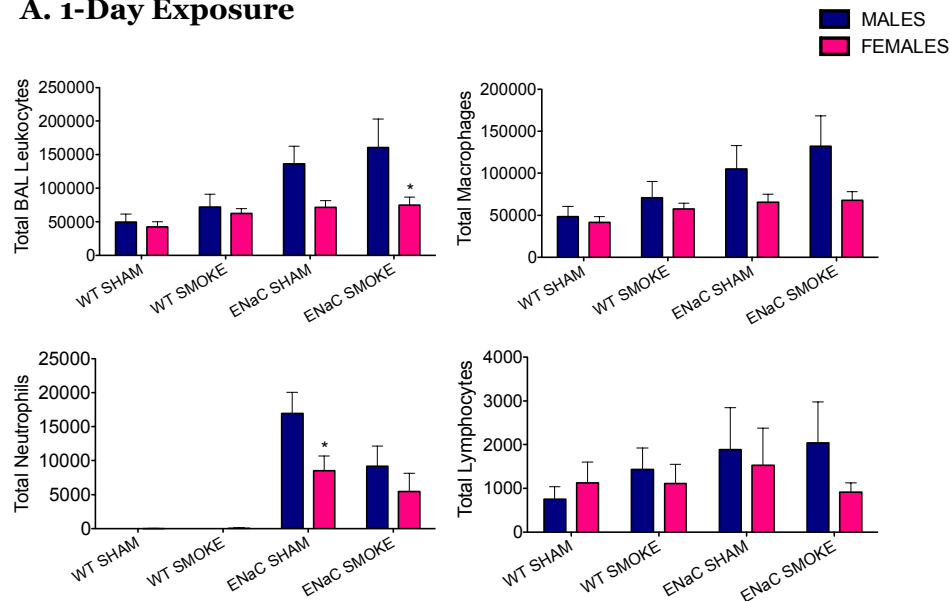 A. 1-Day Exposure
MALES
FEMALES
Total BAL Leukocytes
250000
200000
150000
100000
50000
0
*
WT SHAM
WT SMOKE
ENaC SHAM
ENaC SMOKE
Total Macrophages
200000
150000
100000
50000
0
WT SHAM
WT SMOKE
ENaC SHAM
ENaC SMOKE
Total Neutrophils
25000
20000
15000
10000
5000
0
*
WT SHAM
WT SMOKE
ENaC SHAM
ENaC SMOKE
Total Lymphocytes
4000
3000
2000
1000
0
WT SHAM
WT SMOKE
ENaC SHAM
ENaC SMOKE